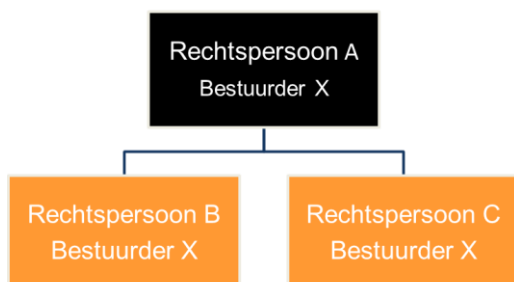 Rechtspersoon A
Bestuurder X
Rechtspersoon B
Bestuurder X
Rechtspersoon C
Bestuurder X